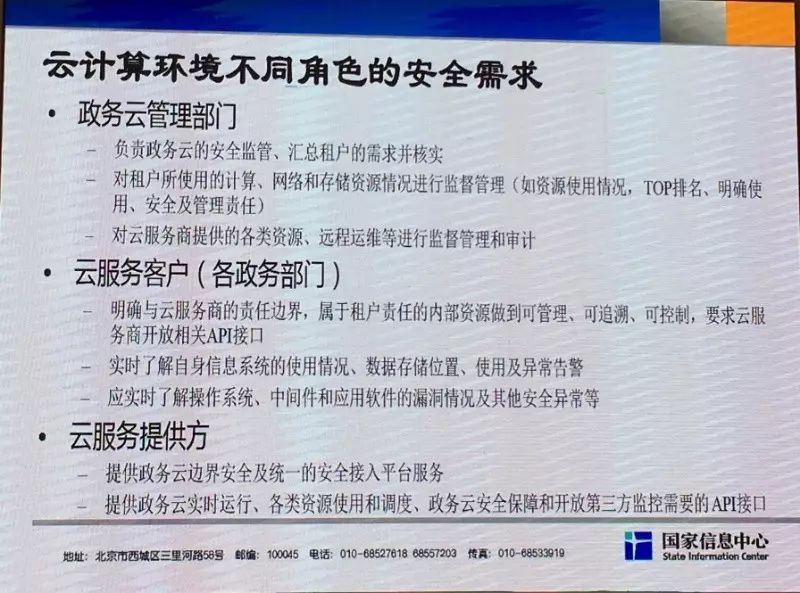 云计算环境不同角色的安全需求
• 政务云管理部门
– 负责政务云的安全监管、汇总租户的需求并核实
– 对租户所使用的计算、网络和存储资源情况进行监督管理（如资源使用情况，TOP排名、明确使
用、安全及管理责任）
– 对云服务商提供的各类资源、远程运维等进行监督管理和审计
• 云服务客户（各政务部门）
– 明确与云服务商的责任边界，属于租户责任的内部资源做到可管理、可追溯、可控制，要求云服
务商开放相关API接口
– 实时了解自身信息系统的使用情况、数据存储位置、使用及异常告警
– 应实时了解操作系统、中间件和应用软件的漏洞情况及其他安全异常等
• 云服务提供方
– 提供政务云边界安全及统一的安全接入平台服务
– 提供政务云实时运行、各类资源使用和调度、政务云安全保障和开放第三方监控需要的API接口
地址：北京市西城区三里河路58号 邮编：100045 电话：010-68527618 68557203 传真：010-68533919
国家信息中心
State Information Center